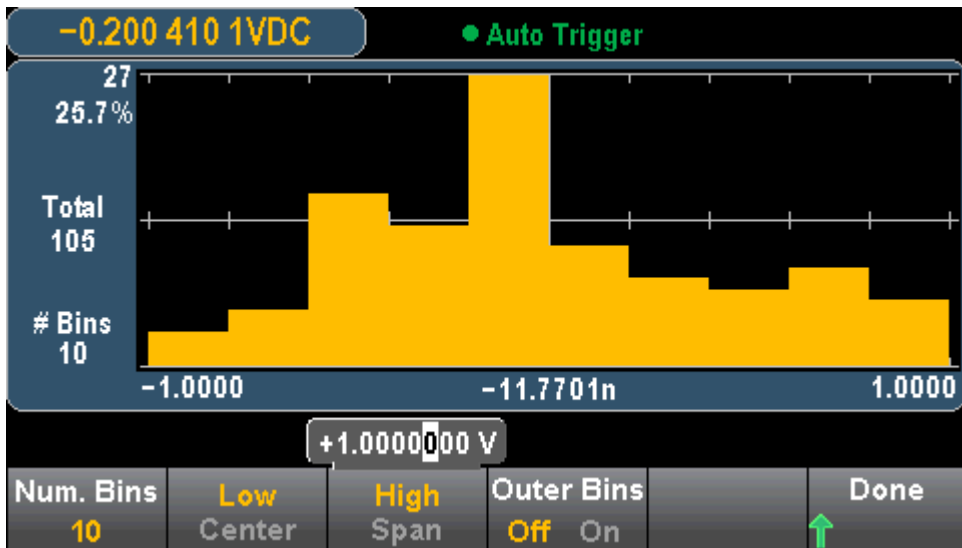 −0.200 410 1VDC
Auto Trigger
27
25.7%
Total
105
# Bins
10
−1.0000 −11.7701n 1.0000
+1.0000000 V
Num. Bins Low High Outer Bins Done
10 Center Span Off On